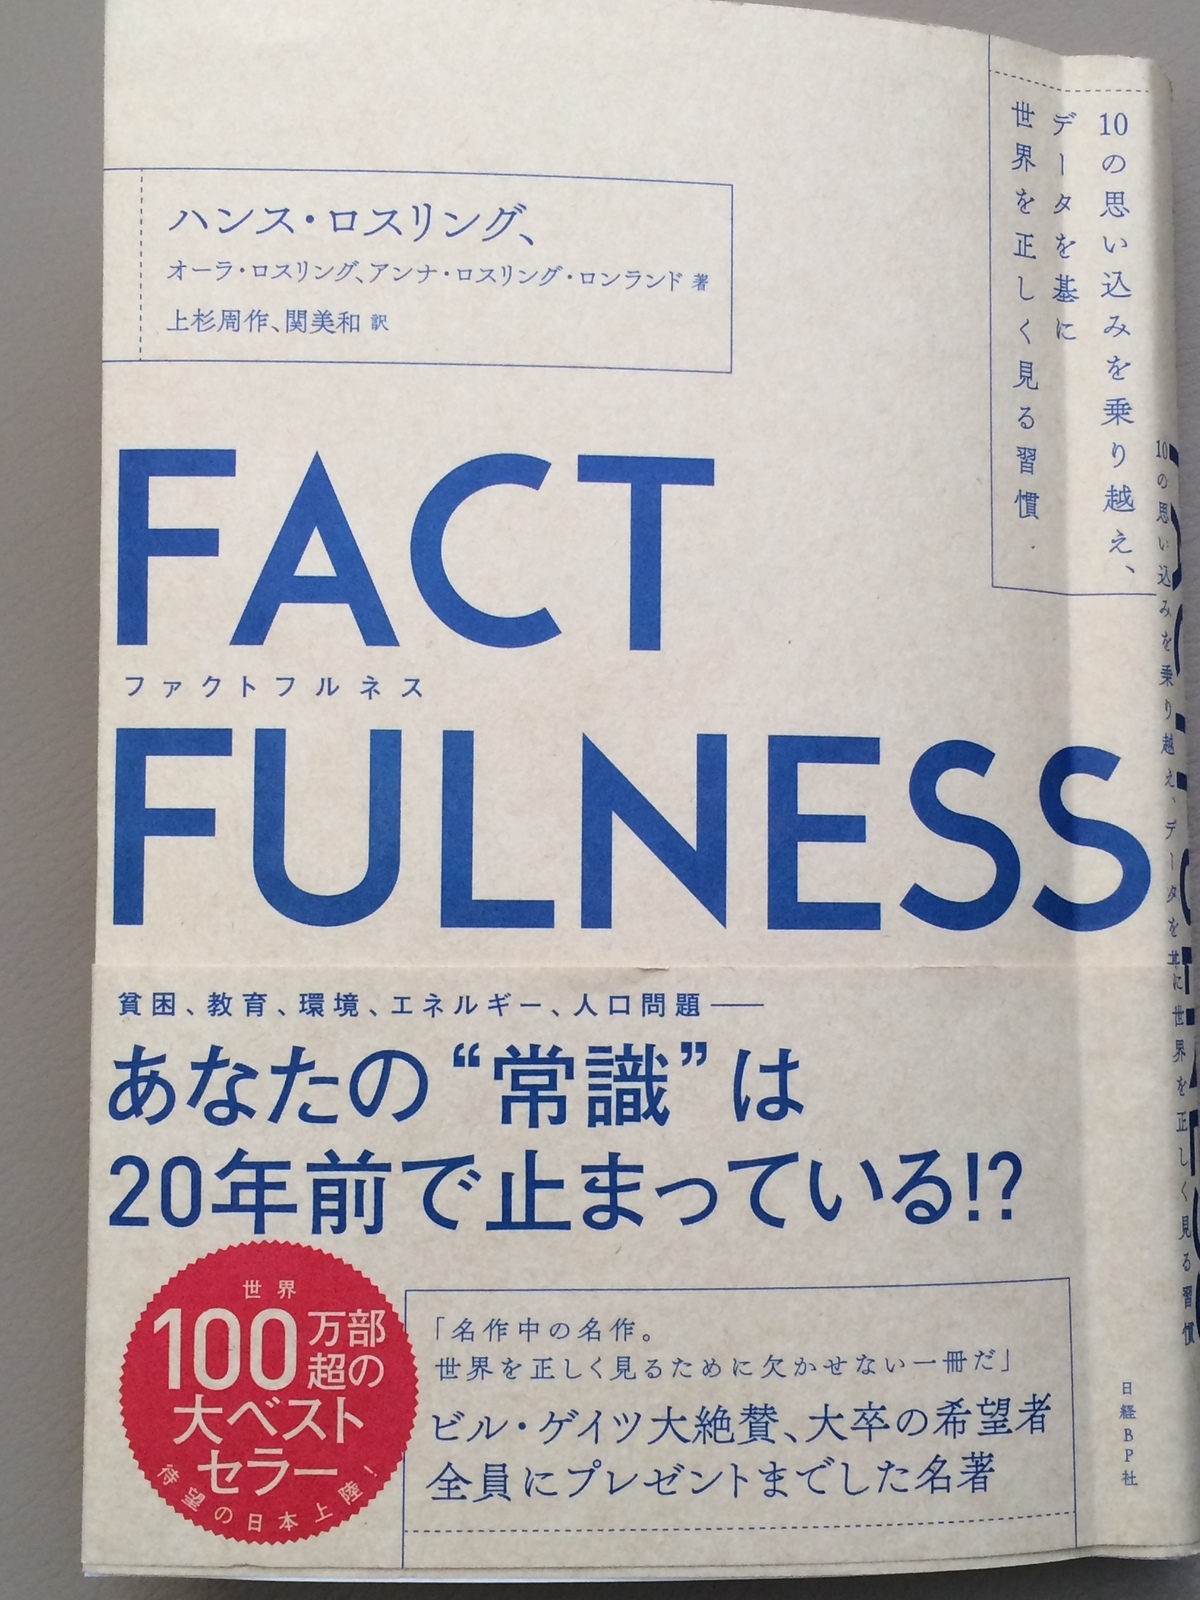 ハンス・ロスリング、
オーラ・ロスリング、アンナ・ロスリング・ロンランド 著
上杉周作、関美和 訳
10の思い込みを乗り越え、
データを基に
世界を正しく見る習慣
FACT
ファクトフルネス
FULNESS
10の思い込みを乗り越え、データを基に世界を正しく見る習慣
貧困、教育、環境、エネルギー、人口問題――
あなたの“常識”は
20年前で止まっている!?
世界
100万部
超の
大ベスト
セラー
待望の日本上陸!
「名作中の名作。
世界を正しく見るために欠かせない一冊だ」
ビル・ゲイツ大絶賛、大卒の希望者
全員にプレゼントまでした名著
日経BP社